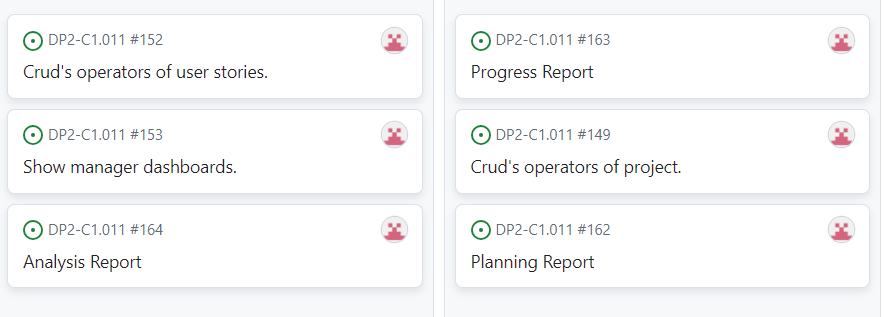 DP2-C1.011 #152
Crud's operators of user stories.
DP2-C1.011 #153
Show manager dashboards.
DP2-C1.011 #164
Analysis Report
DP2-C1.011 #163
Progress Report
DP2-C1.011 #149
Crud's operators of project.
DP2-C1.011 #162
Planning Report